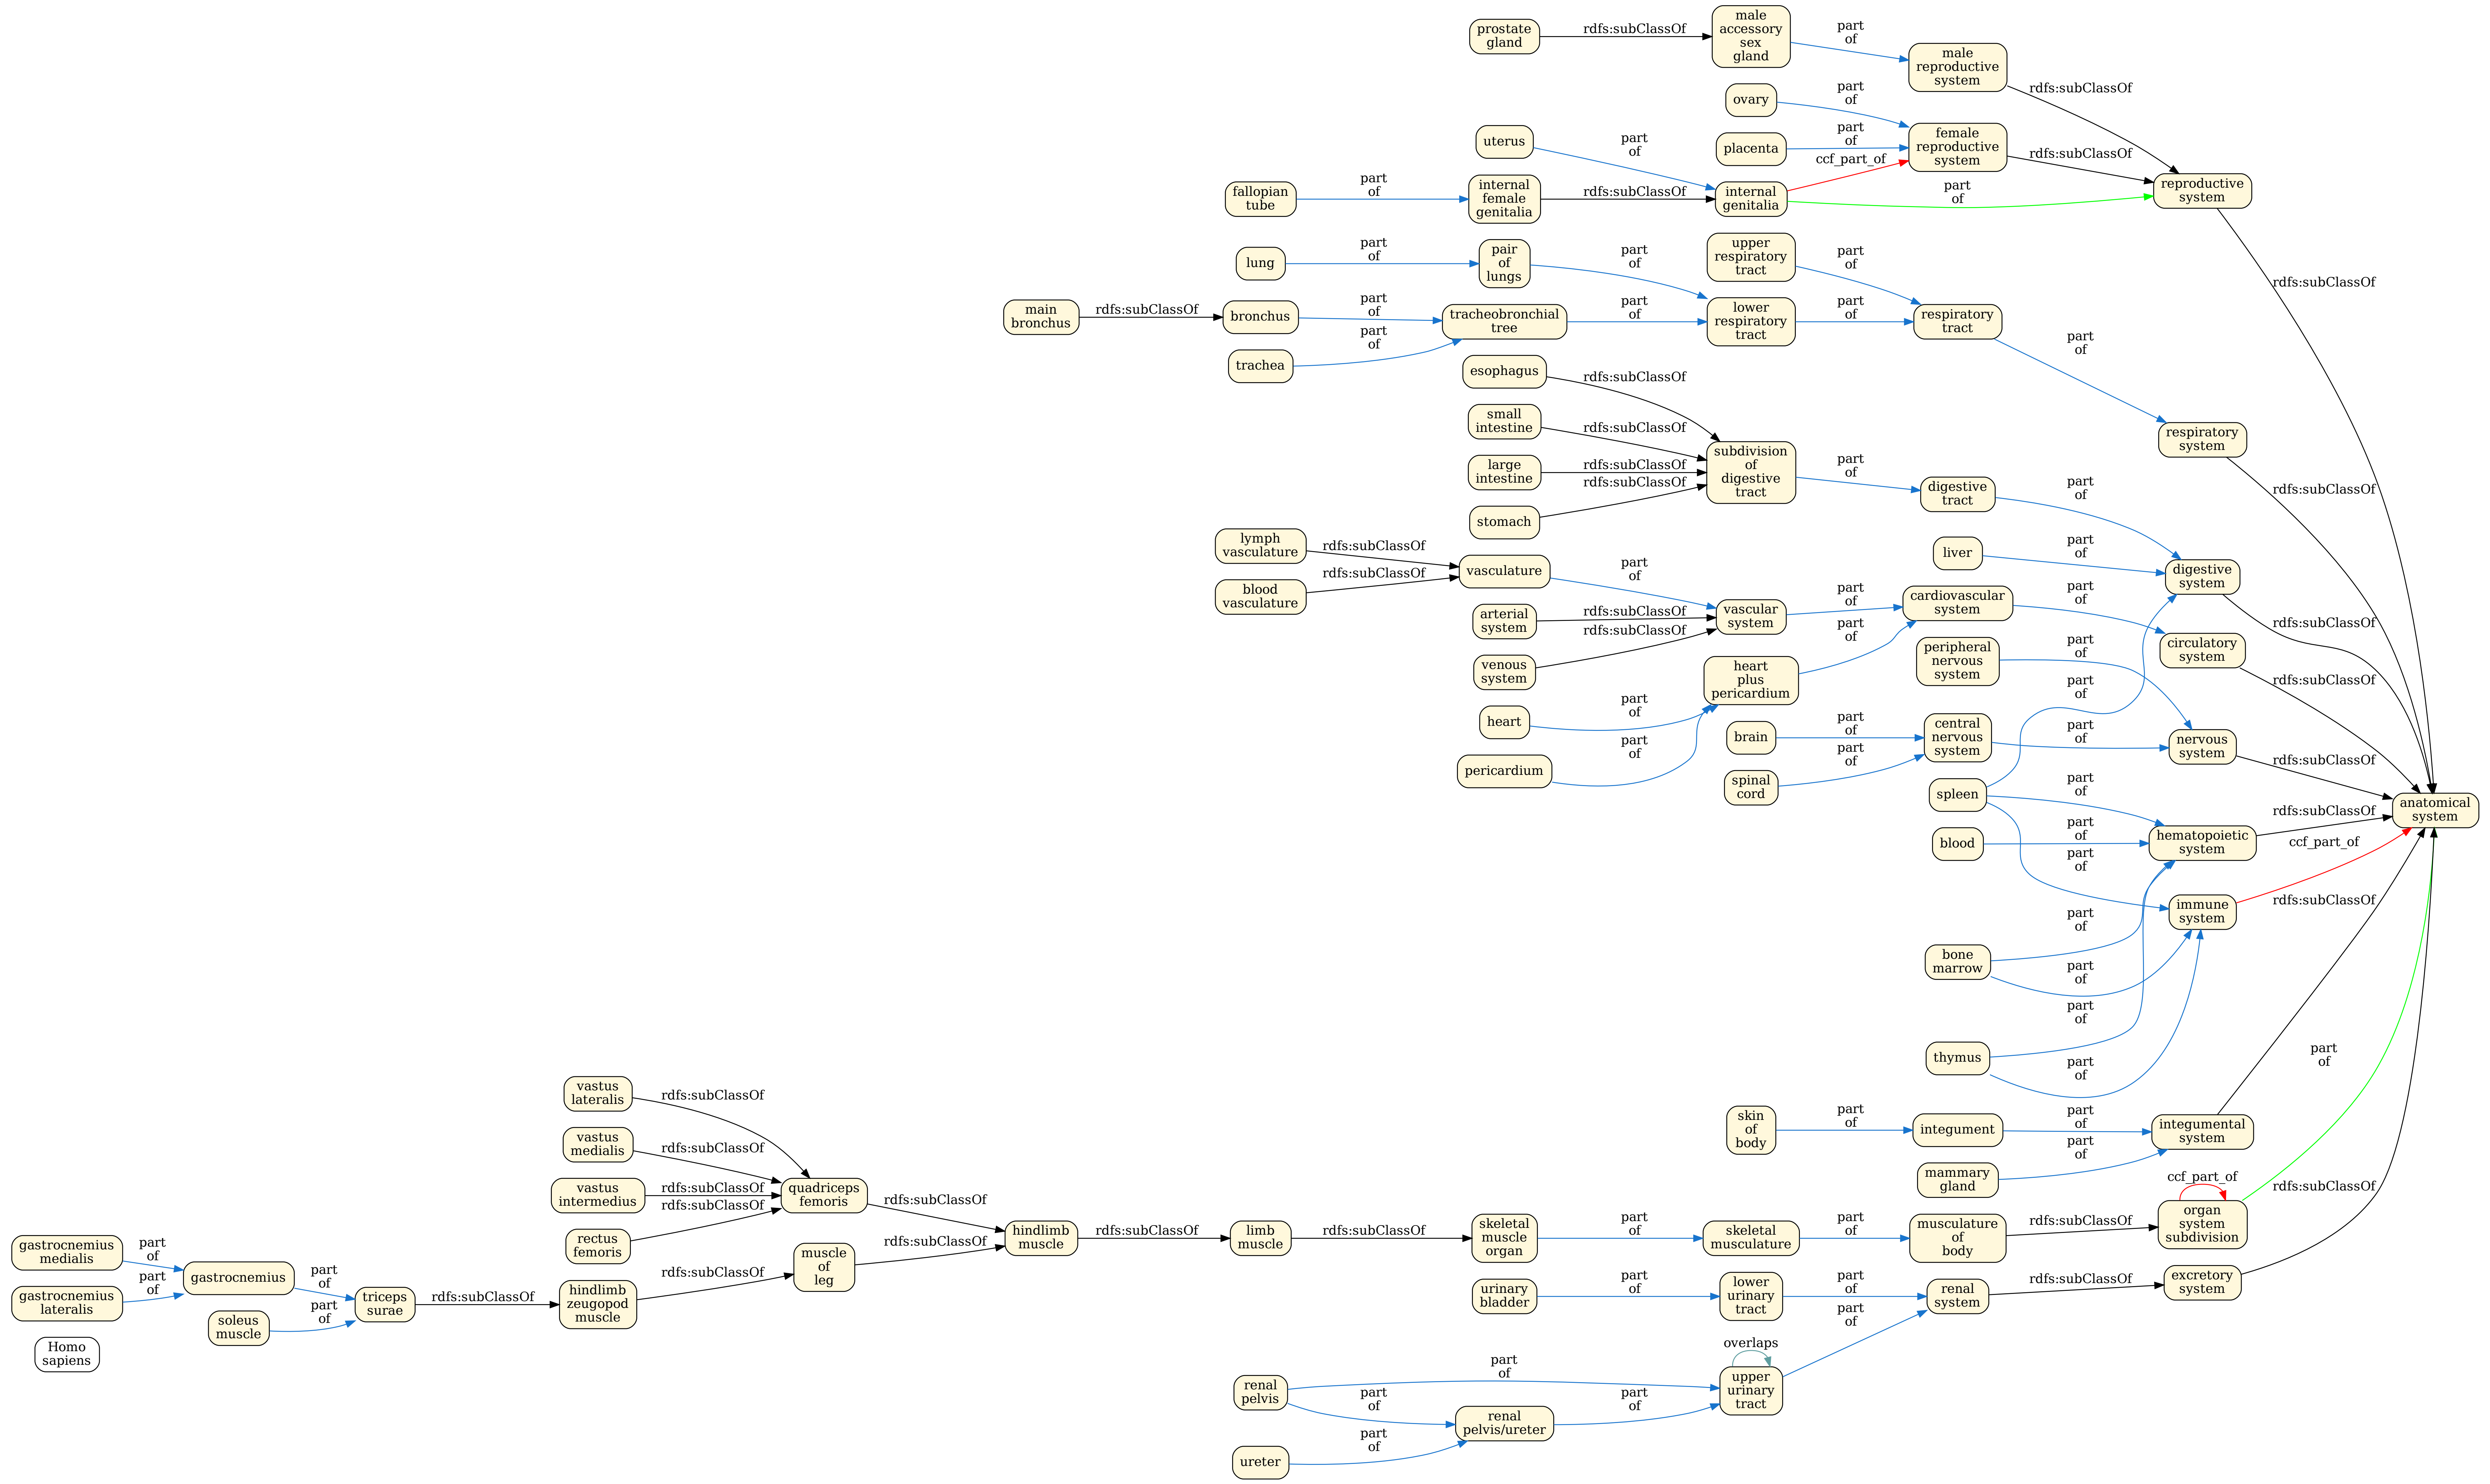 prostate
gland
rdfs:subClassOf
male
accessory
sex
gland
part
of
male
reproductive
system
rdfs:subClassOf
ovary
part
of
uterus
part
of
placenta
part
of
female
reproductive
system
rdfs:subClassOf
ccf_part_of
fallopian
tube
part
of
internal
female
genitalia
rdfs:subClassOf
internal
genitalia
part
of
reproductive
system
rdfs:subClassOf
lung
part
of
pair
of
lungs
part
of
upper
respiratory
tract
part
of
main
bronchus
rdfs:subClassOf
bronchus
part
of
tracheobronchial
tree
part
of
lower
respiratory
tract
part
of
respiratory
tract
part
of
trachea
part
of
esophagus
rdfs:subClassOf
small
intestine
rdfs:subClassOf
large
intestine
rdfs:subClassOf
stomach
rdfs:subClassOf
subdivision
of
digestive
tract
part
of
digestive
tract
part
of
respiratory
system
rdfs:subClassOf
lymph
vasculature
rdfs:subClassOf
blood
vasculature
rdfs:subClassOf
vasculature
part
of
liver
part
of
digestive
system
rdfs:subClassOf
arterial
system
rdfs:subClassOf
venous
system
rdfs:subClassOf
vascular
system
part
of
cardiovascular
system
part
of
circulatory
system
rdfs:subClassOf
heart
part
of
pericardium
part
of
heart
plus
pericardium
part
of
peripheral
nervous
system
part
of
brain
part
of
spinal
cord
part
of
central
nervous
system
part
of
nervous
system
rdfs:subClassOf
spleen
part
of
part
of
part
of
blood
part
of
hematopoietic
system
rdfs:subClassOf
anatomical
system
immune
system
ccf_part_of
bone
marrow
part
of
part
of
thymus
part
of
part
of
skin
of
body
part
of
integument
part
of
mammary
gland
part
of
integumental
system
rdfs:subClassOf
vastus
lateralis
rdfs:subClassOf
vastus
medialis
rdfs:subClassOf
vastus
intermedius
rdfs:subClassOf
rectus
femoris
rdfs:subClassOf
quadriceps
femoris
rdfs:subClassOf
gastrocnemius
medialis
part
of
gastrocnemius
lateralis
part
of
gastrocnemius
part
of
soleus
muscle
part
of
triceps
surae
rdfs:subClassOf
hindlimb
zeugopod
muscle
rdfs:subClassOf
muscle
of
leg
rdfs:subClassOf
hindlimb
muscle
rdfs:subClassOf
limb
muscle
rdfs:subClassOf
skeletal
muscle
organ
part
of
skeletal
musculature
part
of
musculature
of
body
rdfs:subClassOf
ccf_part_of
organ
system
subdivision
part
of
urinary
bladder
part
of
lower
urinary
tract
part
of
renal
system
rdfs:subClassOf
excretory
system
rdfs:subClassOf
Homo
sapiens
renal
pelvis
part
of
part
of
renal
pelvis/ureter
part
of
ureter
part
of
overlaps
upper
urinary
tract
part
of